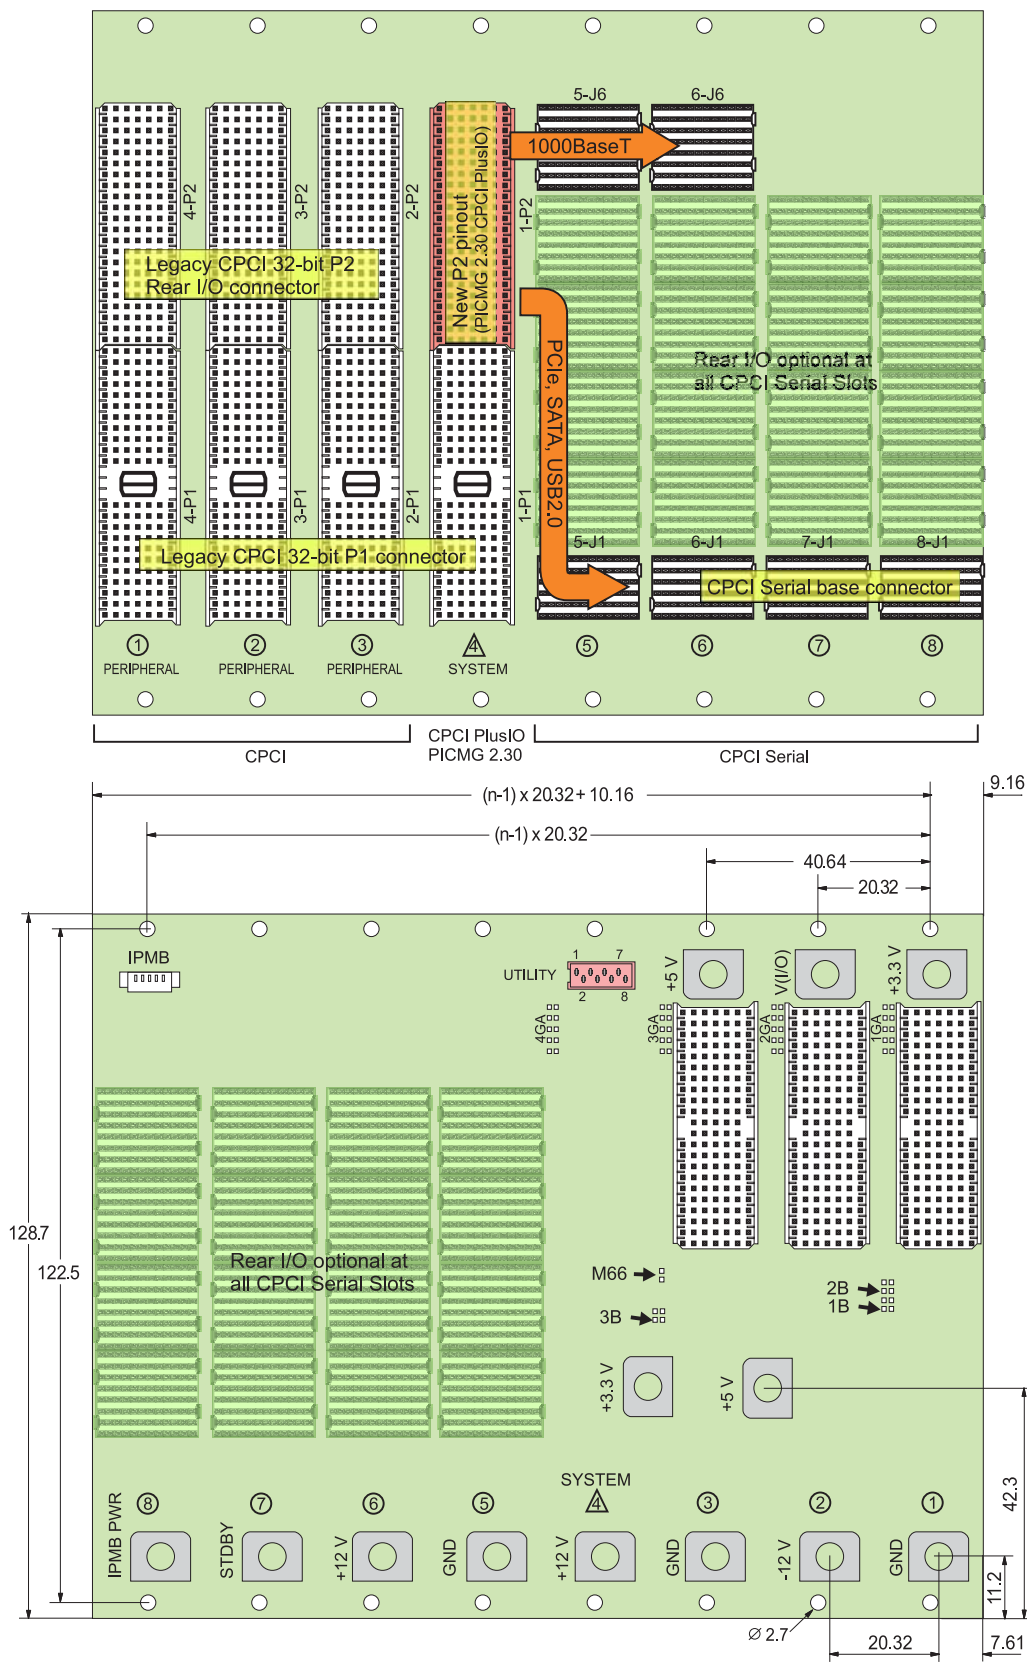 5-J6
6-J6
1000BaseT
4-P2
3-P2
2-P2
1-P2
New P2 pinout
(PICMG 2.30 CPCI PlusIO)
Legacy CPCI 32-bit P2
Rear I/O connector
PCIe, SATA, USB2.0
Rear I/O optional at
all CPCI Serial Slots
4-P1
3-P1
2-P1
1-P1
5-J1
6-J1
7-J1
8-J1
Legacy CPCI 32-bit P1 connector
CPCI Serial base connector
1
2
3
4
5
6
7
8
PERIPHERAL
PERIPHERAL
PERIPHERAL
SYSTEM
CPCI
CPCI PlusIO
PICMG 2.30
CPCI Serial
(n-1) x 20.32 + 10.16
9.16
(n-1) x 20.32
40.64
20.32
IPMB
UTILITY
1
7
2
8
+5 V
V(I/O)
+3.3 V
4GA
3GA
2GA
1GA
128.7
122.5
Rear I/O optional at
all CPCI Serial Slots
M66
3B
2B
1B
+3.3 V
+5 V
42.3
SYSTEM
8
7
6
5
4
3
2
1
IPMB PWR
STDBY
+12 V
GND
+12 V
GND
-12 V
GND
11.2
Ø 2.7
20.32
7.61